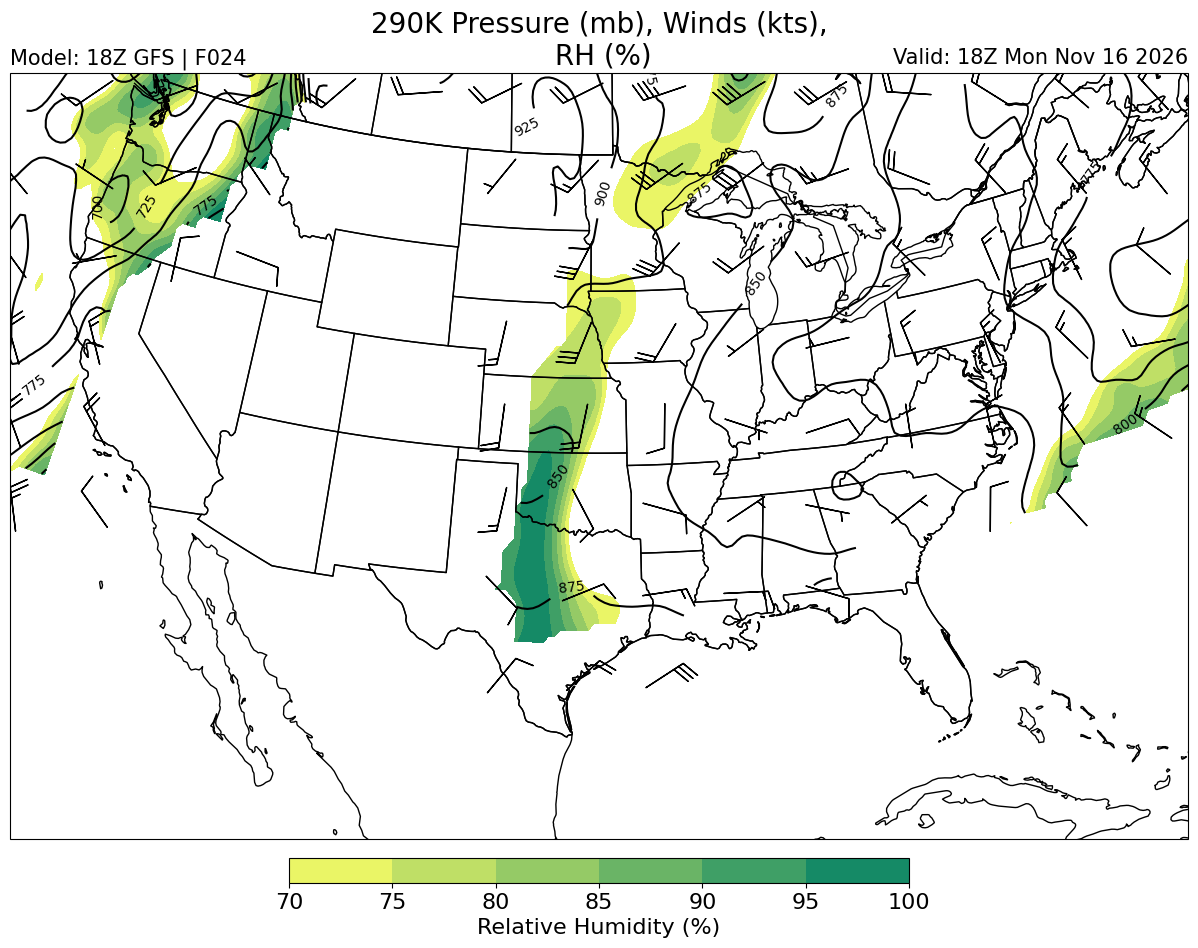 290K Pressure (mb), Winds (kts),
RH (%)
Model: 18Z GFS | F024
Valid: 18Z Mon Nov 16 2026
925
875
900
875
700
725
775
850
775
800
850
875
70 75 80 85 90 95 100
Relative Humidity (%)